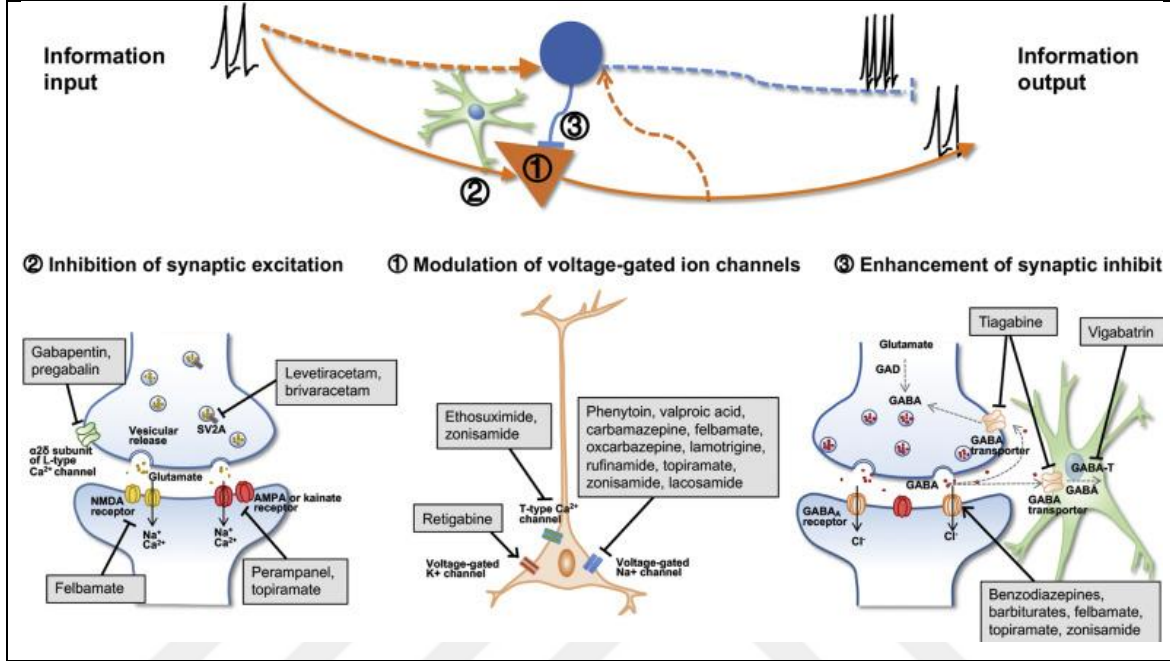 Information
input
Information
output
③
①
②
② Inhibition of synaptic excitation
① Modulation of voltage-gated ion channels
③ Enhancement of synaptic inhibit
Gabapentin,
pregabalin
Levetiracetam,
brivaracetam
SV2A
Vesicular
release
α2δ subunit
of L-type
Ca²⁺ channel
Glutamate
NMDA
receptor
AMPA or kainate
receptor
Na⁺
Ca²⁺
Na⁺
Ca²⁺
Felbamate
Perampanel,
topiramate
Ethosuximide,
zonisamide
Phenytoin, valproic acid,
carbamazepine, felbamate,
oxcarbazepine, lamotrigine,
rufinamide, topiramate,
zonisamide, lacosamide
T-type Ca²⁺
channel
Retigabine
Voltage-gated
K+ channel
Voltage-gated
Na+ channel
Tiagabine
Vigabatrin
Glutamate
GAD
GABA
GABA
transporter
GABA-T
GABA
GABA
GABA
transporter
GABAA
receptor
Cl⁻
Cl⁻
Benzodiazepines,
barbiturates, felbamate,
topiramate, zonisamide